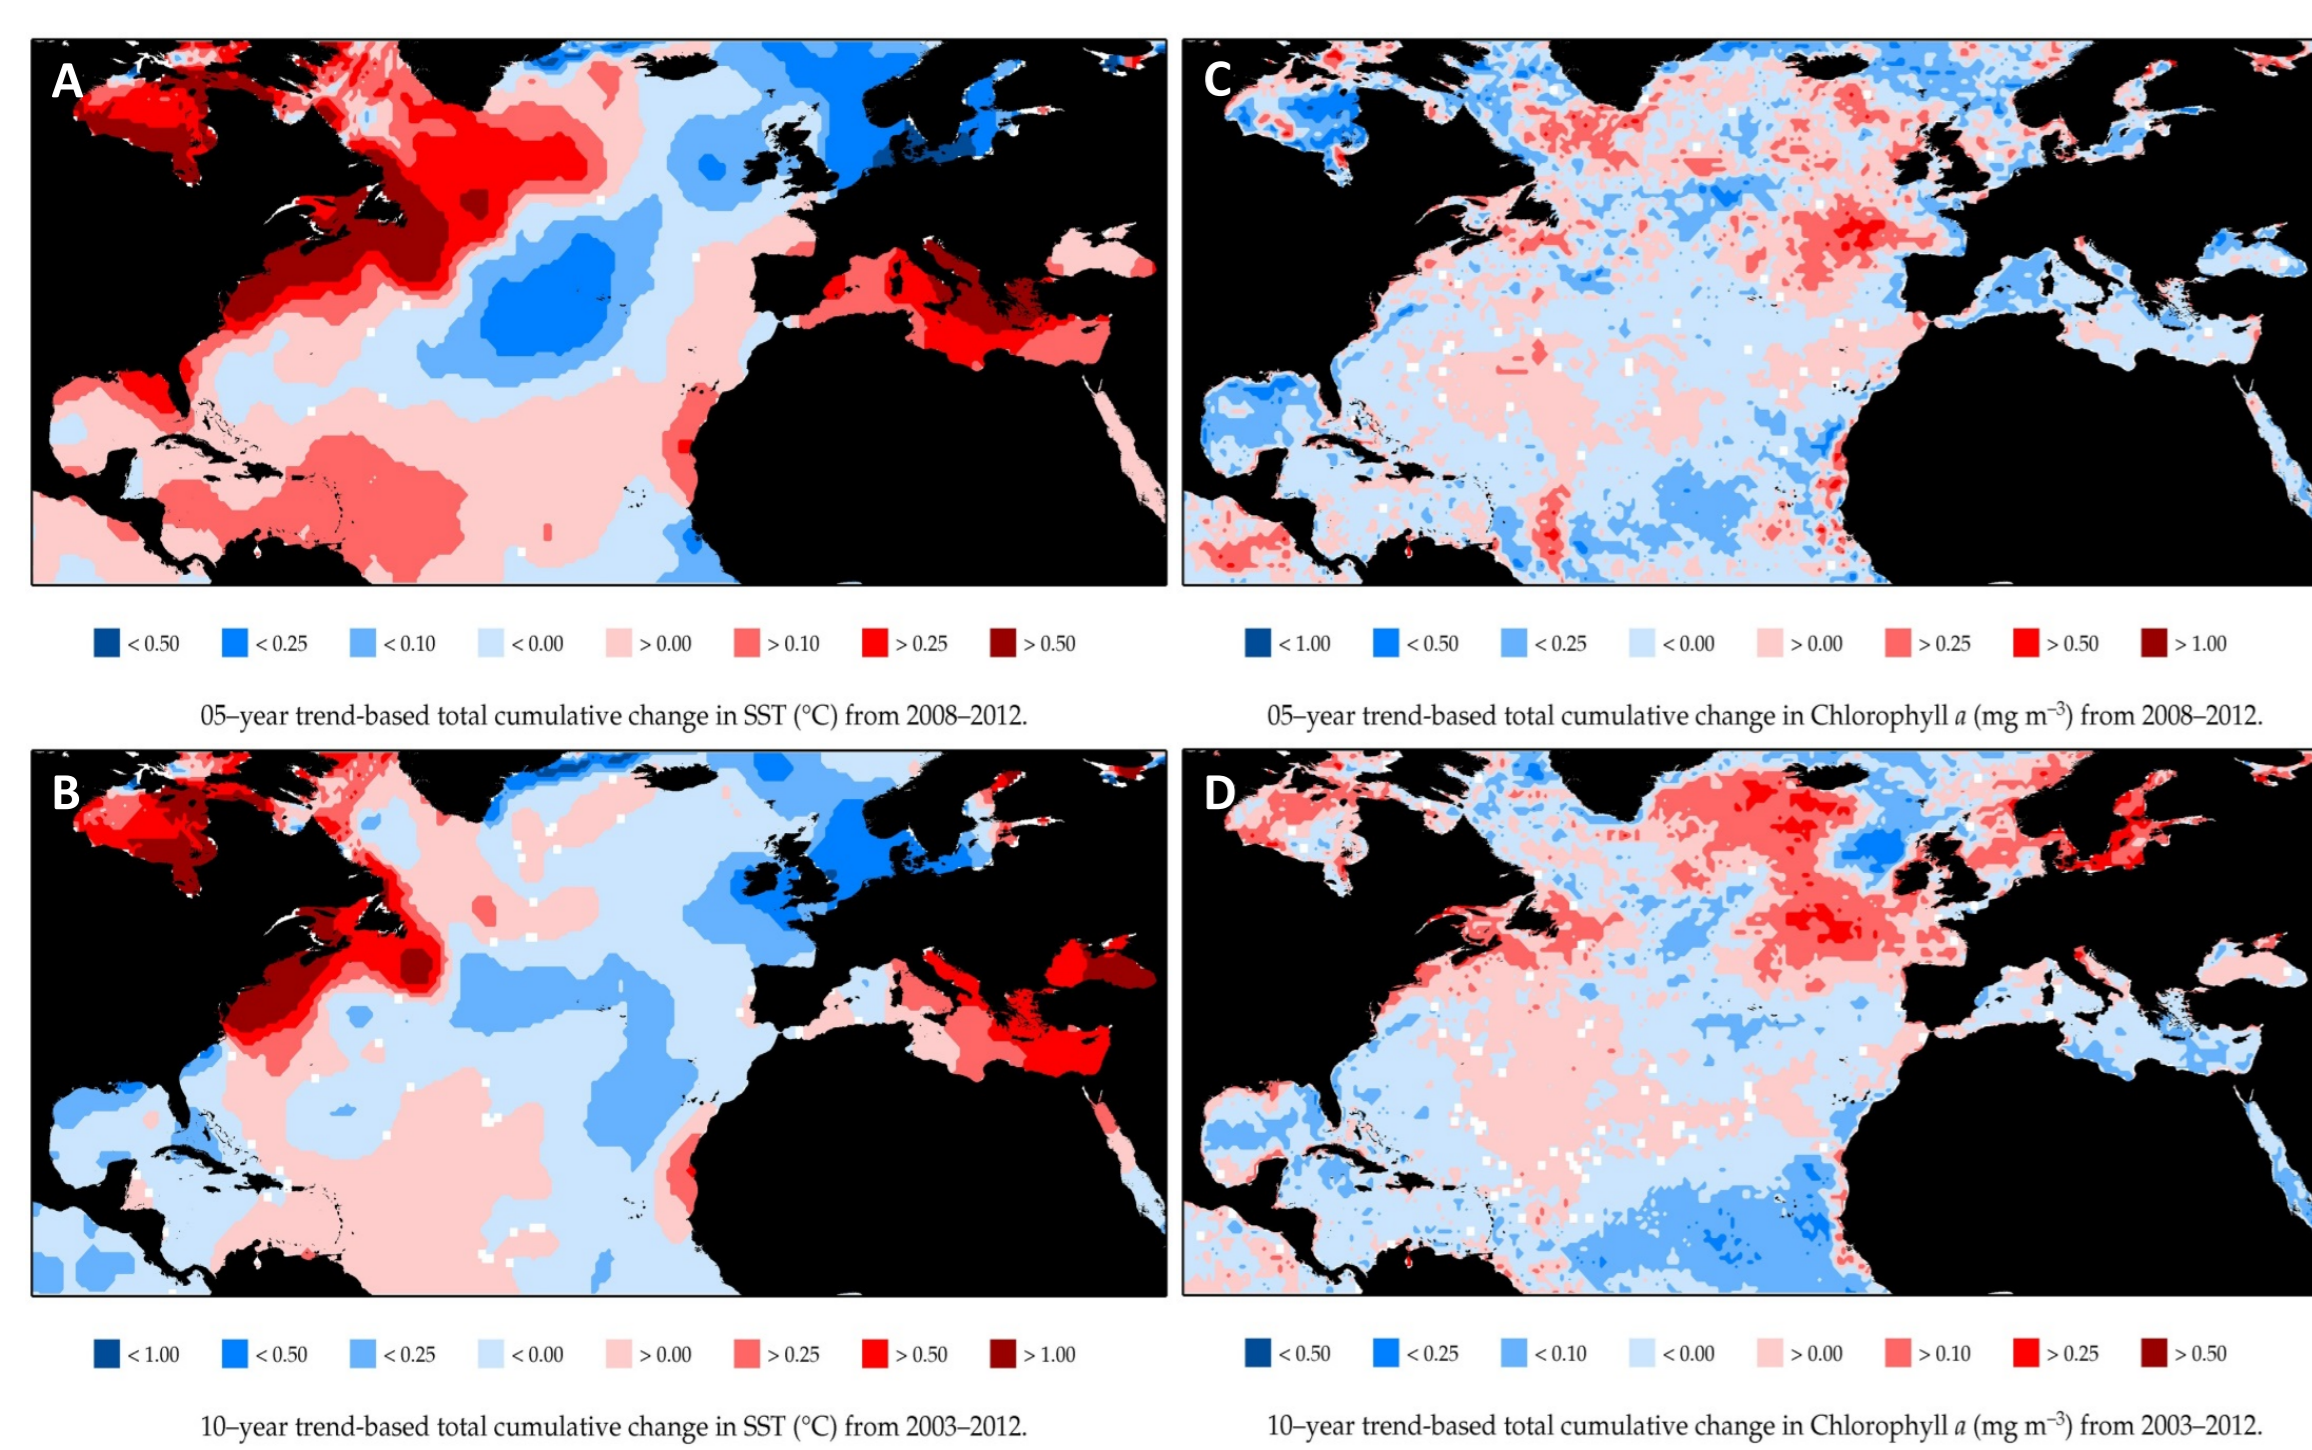 A
C
< 0.50 < 0.25 < 0.10 < 0.00 > 0.00 > 0.10 > 0.25 > 0.50
< 1.00 < 0.50 < 0.25 < 0.00 > 0.00 > 0.25 > 0.50 > 1.00
05–year trend-based total cumulative change in SST (°C) from 2008–2012.
05–year trend-based total cumulative change in Chlorophyll a (mg m⁻³) from 2008–2012.
B
D
< 1.00 < 0.50 < 0.25 < 0.00 > 0.00 > 0.25 > 0.50 > 1.00
< 0.50 < 0.25 < 0.10 < 0.00 > 0.00 > 0.10 > 0.25 > 0.50
10–year trend-based total cumulative change in SST (°C) from 2003–2012.
10–year trend-based total cumulative change in Chlorophyll a (mg m⁻³) from 2003–2012.